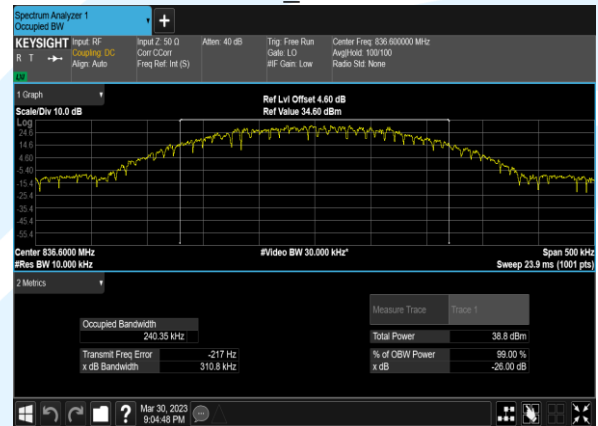 Spectrum Analyzer 1
Occupied BW
KEYSIGHT
R T
LVI
Input: RF
Coupling: DC
Align: Auto
Input Z: 50 Ω
Corr CCorr
Freq Ref: Int (S)
Atten: 40 dB
Trig: Free Run
Gate: LO
#IF Gain: Low
Center Freq: 836.600000 MHz
Avg|Hold: 100/100
Radio Std: None
1 Graph
Scale/Div 10.0 dB
Ref Lvl Offset 4.60 dB
Ref Value 34.60 dBm
Log
24.6
14.6
4.60
-5.40
-15.4
-25.4
-35.4
-45.4
-55.4
Center 836.6000 MHz
#Video BW 30.000 kHz*
Span 500 kHz
#Res BW 10.000 kHz
Sweep 23.9 ms (1001 pts)
2 Metrics
Measure Trace
Trace 1
Occupied Bandwidth
240.35 kHz
Total Power
38.8 dBm
Transmit Freq Error
-217 Hz
% of OBW Power
99.00 %
x dB Bandwidth
310.8 kHz
x dB
-26.00 dB
Mar 30, 2023
9:04:48 PM
?